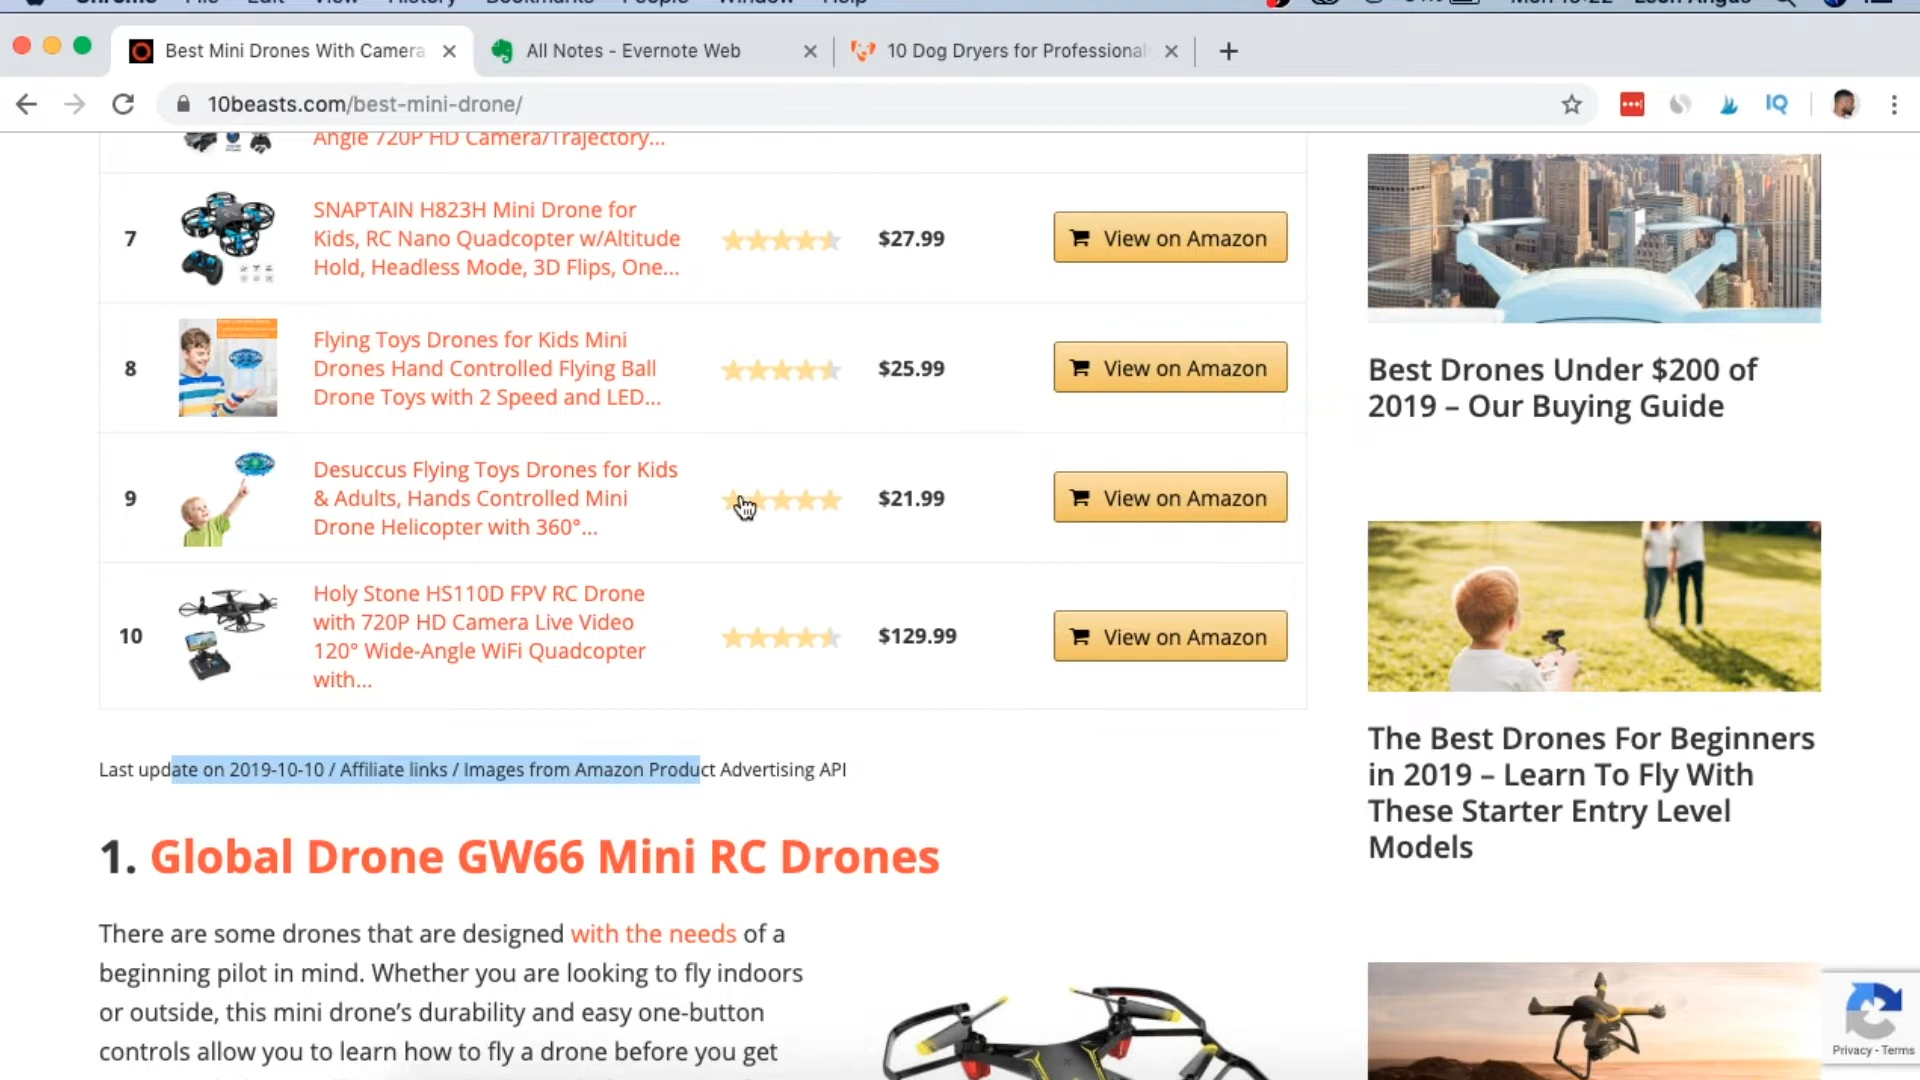 Chrome File Edit View History Bookmarks People Window Help
Best Mini Drones With Camera
All Notes - Evernote Web
10 Dog Dryers for Professional
10beasts.com/best-mini-drone/
IQ
Angle 720P HD Camera/Trajectory...
7
SNAPTAIN H823H Mini Drone for
Kids, RC Nano Quadcopter w/Altitude
Hold, Headless Mode, 3D Flips, One...
$27.99
View on Amazon
8
Flying Toys Drones for Kids Mini
Drones Hand Controlled Flying Ball
Drone Toys with 2 Speed and LED...
$25.99
View on Amazon
9
Desuccus Flying Toys Drones for Kids
& Adults, Hands Controlled Mini
Drone Helicopter with 360°...
$21.99
View on Amazon
10
Holy Stone HS110D FPV RC Drone
with 720P HD Camera Live Video
120° Wide-Angle WiFi Quadcopter
with...
$129.99
View on Amazon
Last update on 2019-10-10 / Affiliate links / Images from Amazon Product Advertising API
1. Global Drone GW66 Mini RC Drones
There are some drones that are designed with the needs of a
beginning pilot in mind. Whether you are looking to fly indoors
or outside, this mini drone’s durability and easy one-button
controls allow you to learn how to fly a drone before you get
Best Drones Under $200 of
2019 – Our Buying Guide
The Best Drones For Beginners
in 2019 – Learn To Fly With
These Starter Entry Level
Models
Privacy - Terms